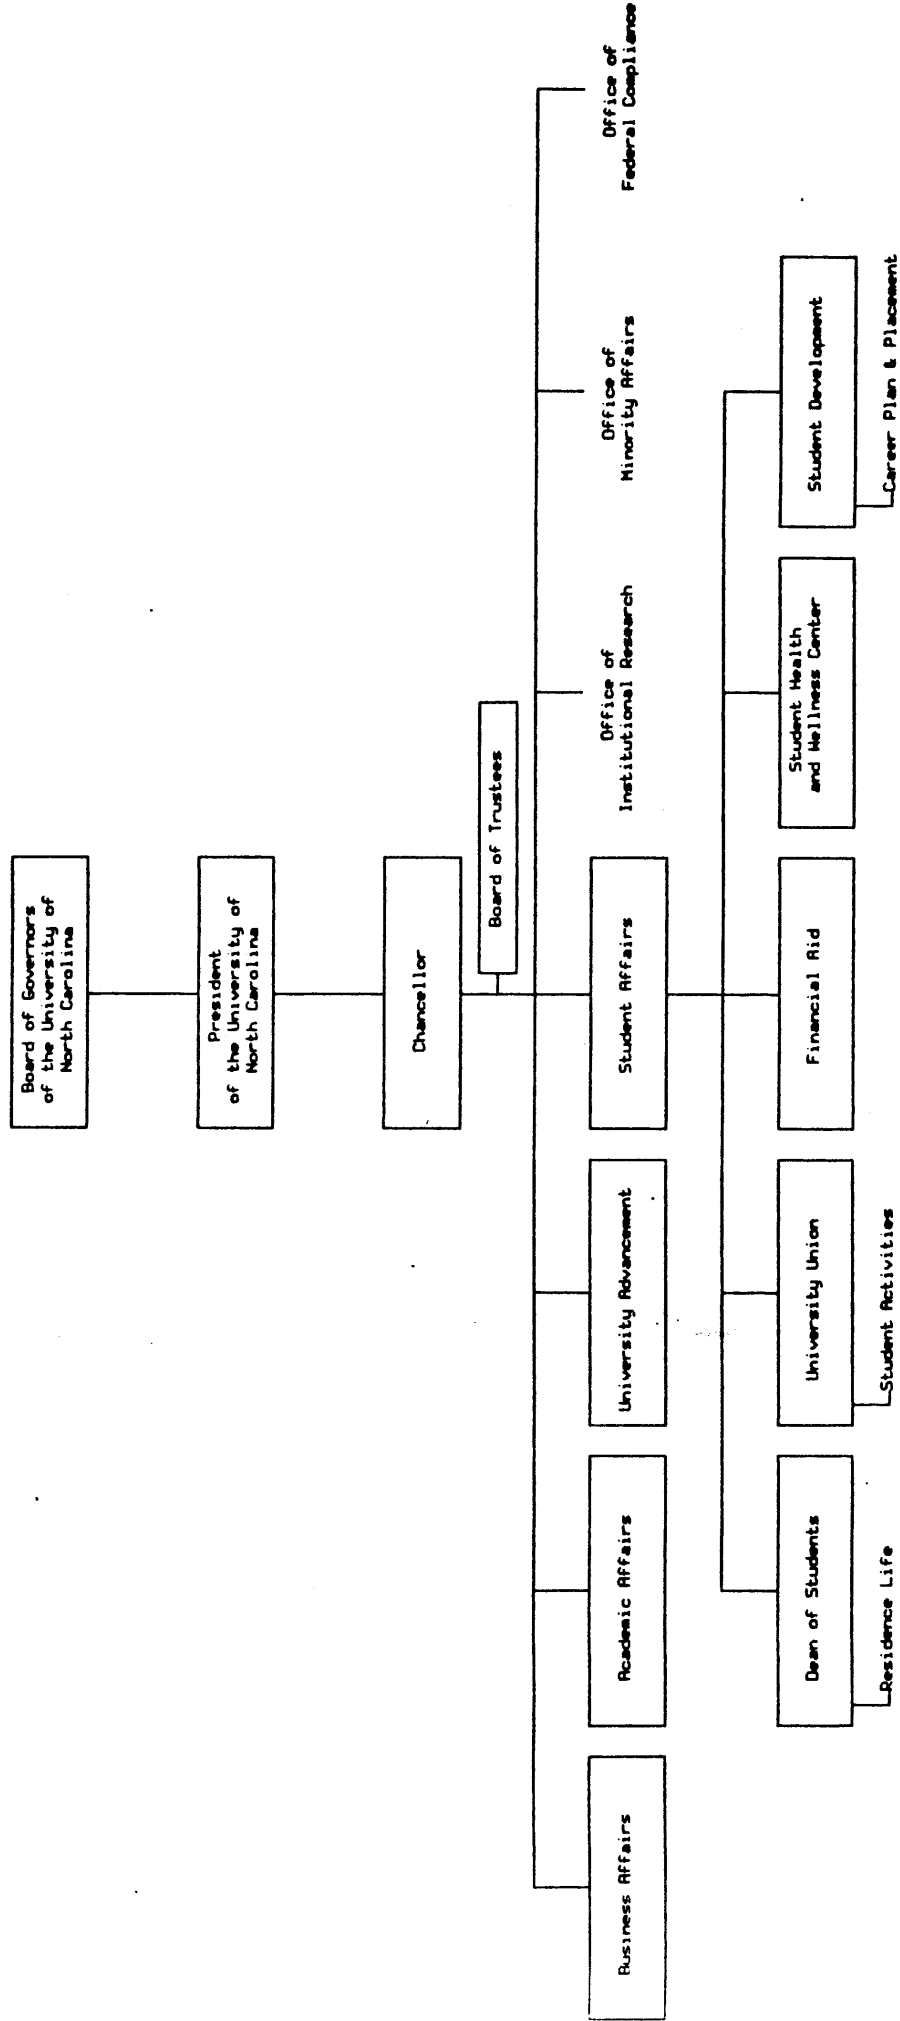 Board of Governors
of the University of
North Carolina
President
of the University of
North Carolina
Chancellor
Board of Trustees
Business Affairs
Academic Affairs
University Advancement
Student Affairs
Office of
Institutional Research
Office of
Minority Affairs
Office of
Federal Compliance
Dean of Students
Residence Life
University Union
Student Activities
Financial Aid
Student Health
and Wellness Center
Student Development
Career Plan & Placement